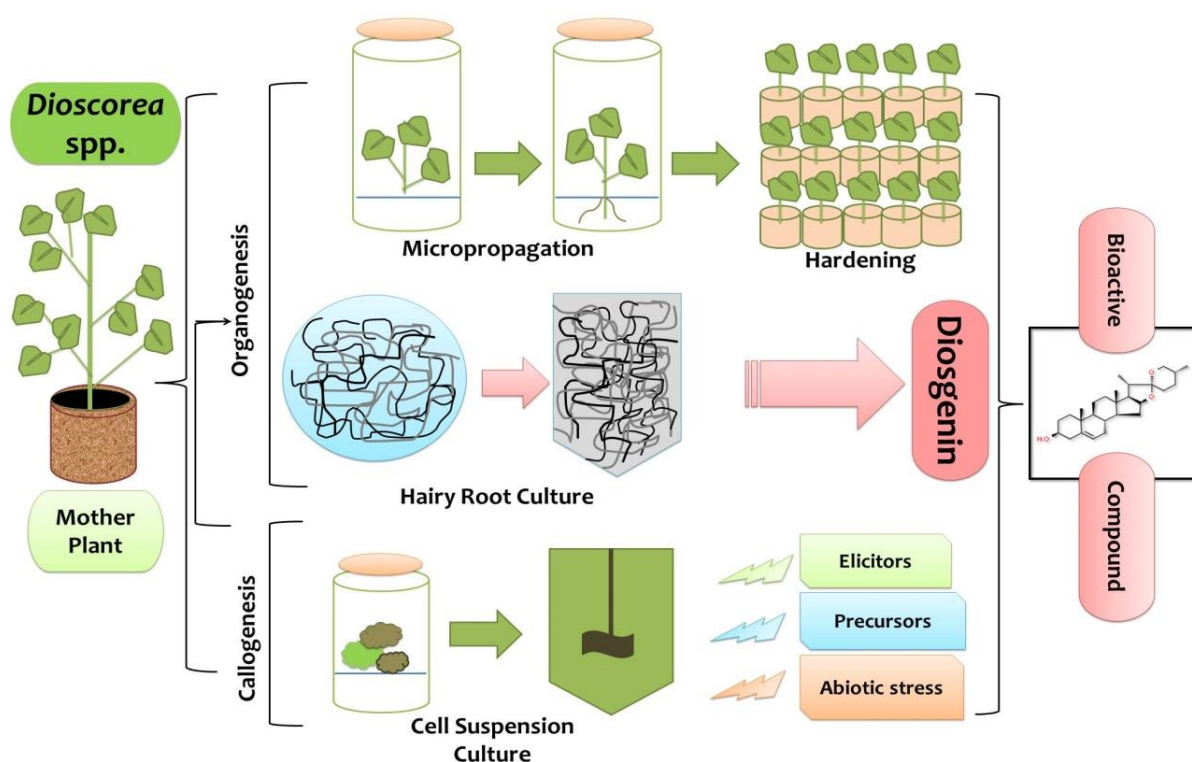 Dioscorea
spp.
Mother
Plant
Organogenesis
Callogenesis
Micropropagation
Hardening
Hairy Root Culture
Diosgenin
Cell Suspension
Culture
Elicitors
Precursors
Abiotic stress
Bioactive
O
O
H.O.
Compound